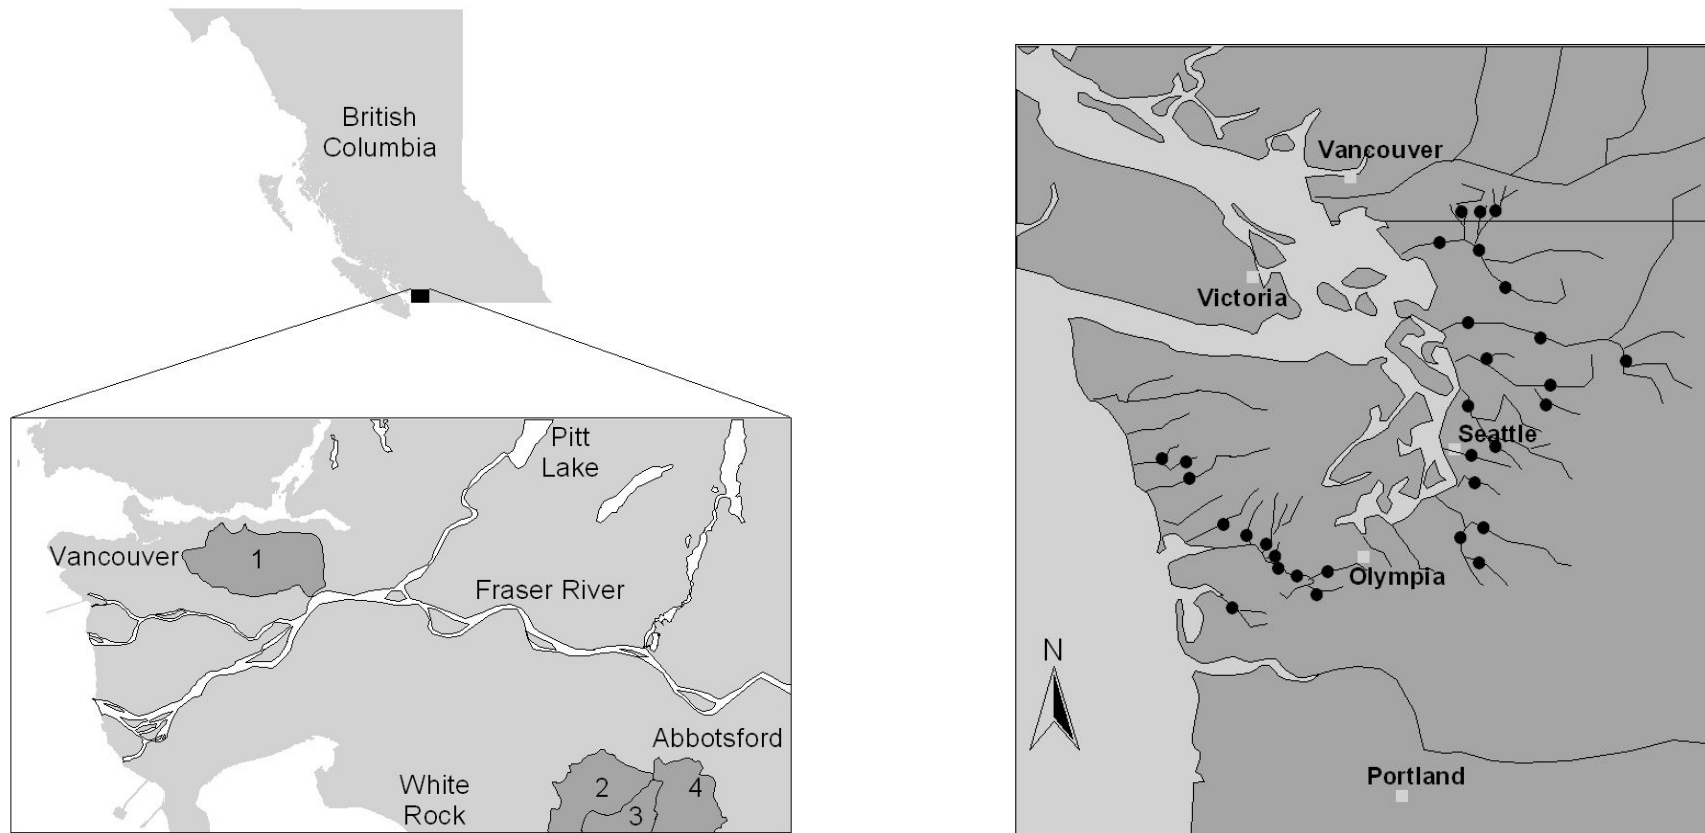 British
Columbia
Pitt
Lake
Vancouver
1
Fraser River
Abbotsford
White
Rock
2
3
4
Vancouver
Victoria
Seattle
Olympia
N
Portland